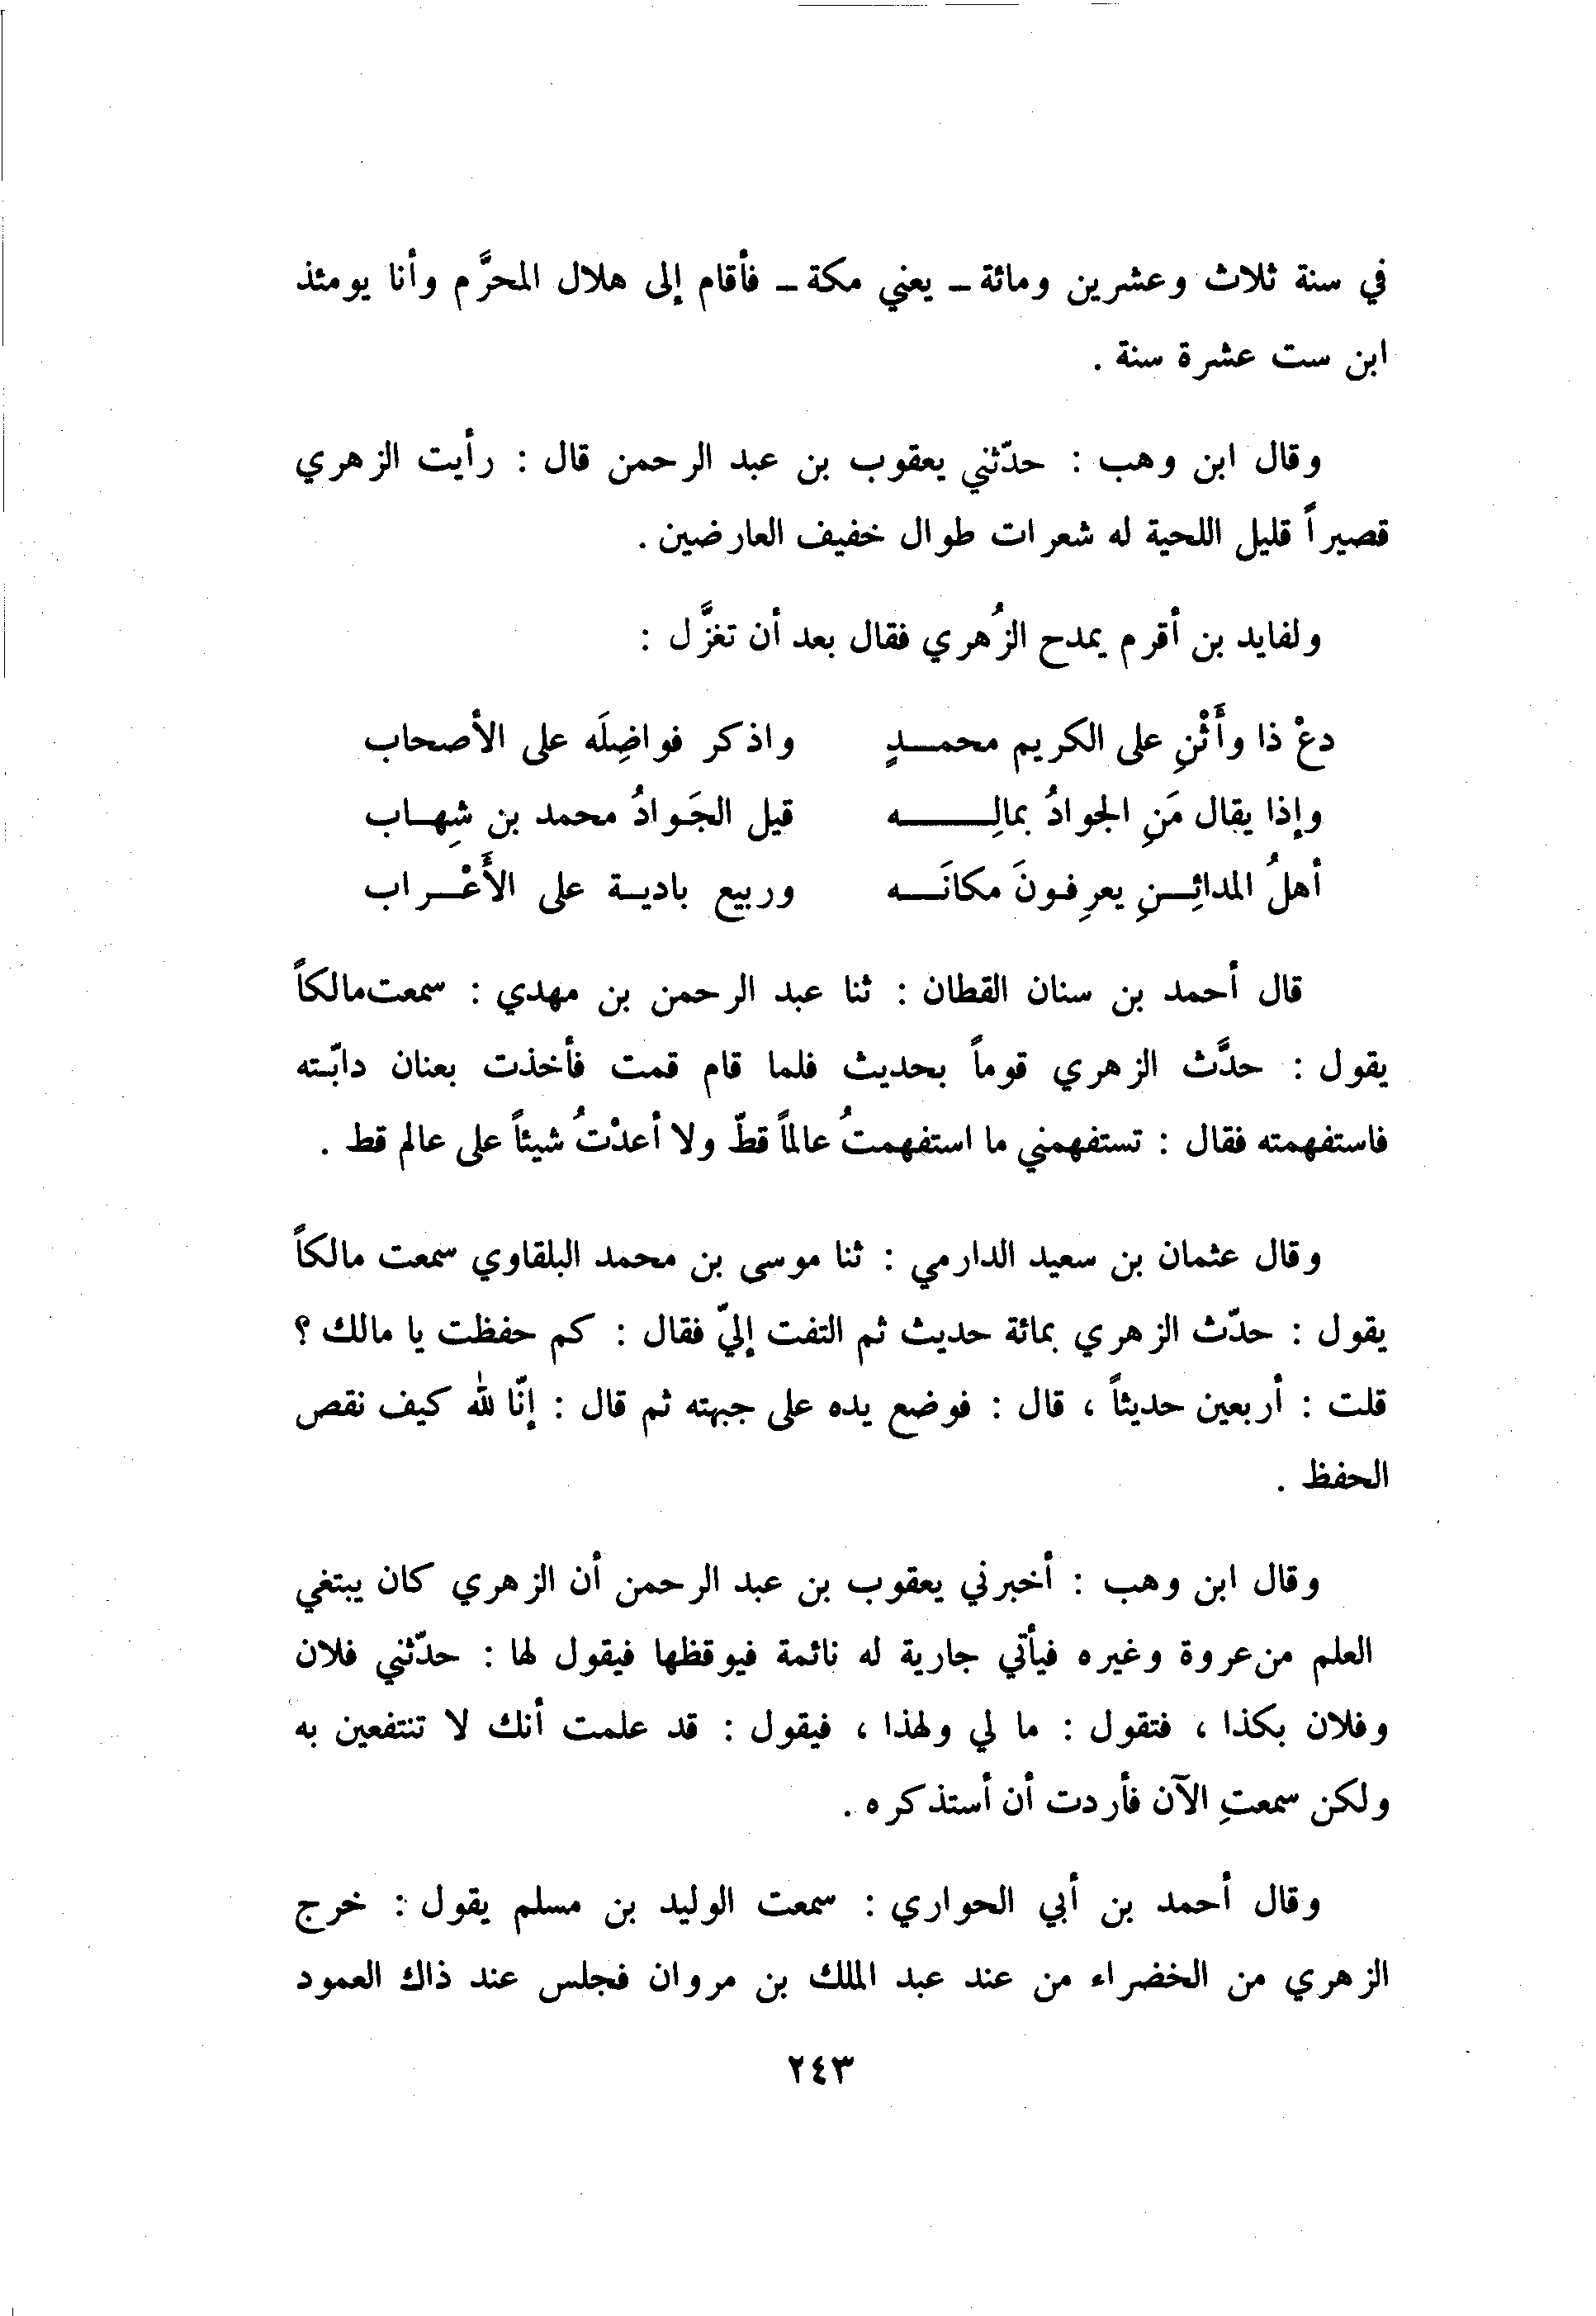 في سنة ثلاث وعشرين ومائة ـ يعني مكة ـ فأقام إلى هلال المحرَّم وأنا يومئذ
ابن ست عشرة سنة .
وقال ابن وهب : حدّثني يعقوب بن عبد الرحمن قال : رأيت الزهري
قصيراً قليل اللحية له شعرات طوال خفيف العارضين .
ولفايد بن أقرم يمدح الزُهري فقال بعد أن تغزَّل :
دعْ ذا وأَثْنِ على الكريم محمــدٍ واذكر فواضِلَه على الأصحاب
وإذا يقال مَنِ الجوادُ بمالِــــه قيل الجَوادُ محمد بن شِهـاب
أهلُ المدائِــنِ يعرِفونَ مكانَــه وربيع باديـة على الأَعْــراب
قال أحمد بن سنان القطان : ثنا عبد الرحمن بن مهدي : سمعت مالكاً
يقول : حدَّث الزهري قوماً بحديث فلما قام قمت فأخذت بعنان دابّته
فاستفهمته فقال : تستفهمني ما استفهمتُ عالماً قطّ ولا أعدْتُ شيئاً على عالم قط .
وقال عثمان بن سعيد الدارمي : ثنا موسى بن محمد البلقاوي سمعت مالكاً
يقول : حدّث الزهري بمائة حديث ثم التفت إليّ فقال : كم حفظت يا مالك ؟
قلت : أربعين حديثاً ، قال : فوضع يده على جبهته ثم قال : إنّا لله كيف نقص
الحفظ .
وقال ابن وهب : أخبرني يعقوب بن عبد الرحمن أن الزهري كان يبتغي
العلم من عروة وغيره فيأتي جارية له نائمة فيوقظها فيقول لها : حدّثني فلان
وفلان بكذا ، فتقول : ما لي ولهذا ، فيقول : قد علمت أنك لا تنتفعين به
ولكن سمعتِ الآن فأردت أن أستذكره .
وقال أحمد بن أبي الحواري : سمعت الوليد بن مسلم يقول : خرج
الزهري من الخضراء من عند عبد الملك بن مروان فجلس عند ذاك العمود
٢٤٣